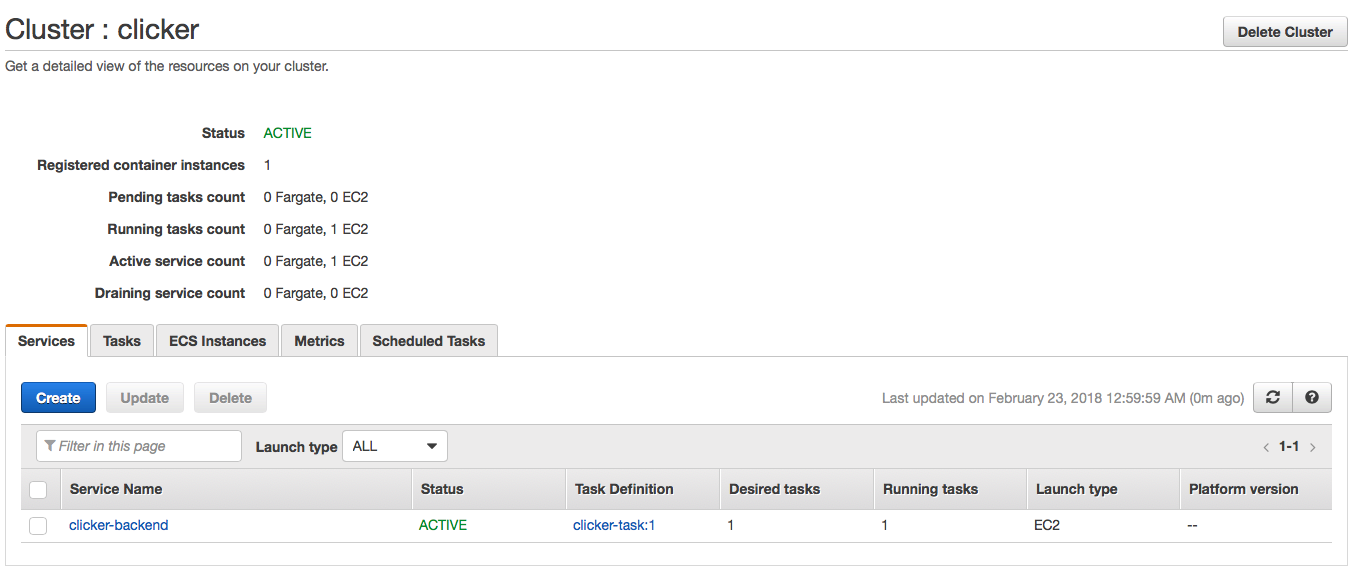 Cluster : clicker
Delete Cluster
Get a detailed view of the resources on your cluster.
Status ACTIVE
Registered container instances 1
Pending tasks count 0 Fargate, 0 EC2
Running tasks count 0 Fargate, 1 EC2
Active service count 0 Fargate, 1 EC2
Draining service count 0 Fargate, 0 EC2
Services Tasks ECS Instances Metrics Scheduled Tasks
Create Update Delete Last updated on February 23, 2018 12:59:59 AM (0m ago)
Filter in this page Launch type ALL < 1-1 >
Service Name Status Task Definition Desired tasks Running tasks Launch type Platform version
clicker-backend ACTIVE clicker-task:1 1 1 EC2 --